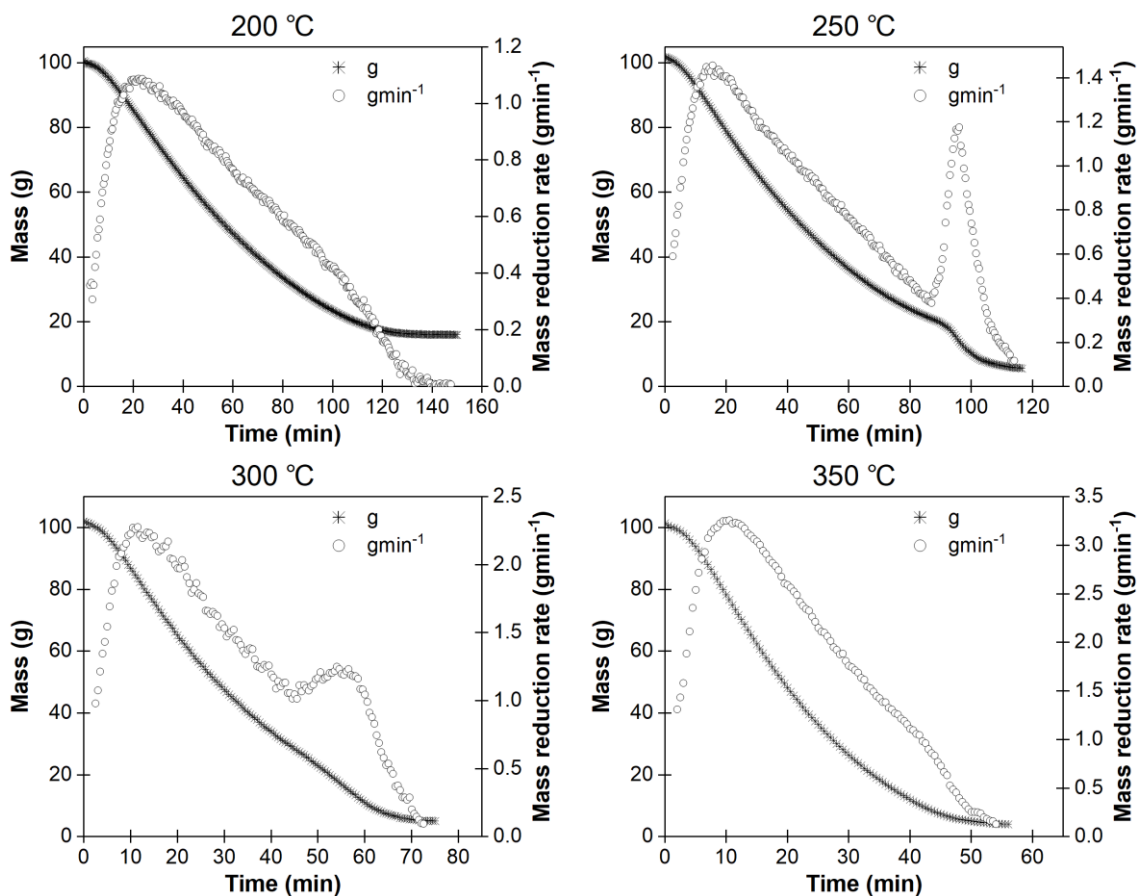 200 ℃
100
80
60
40
20
0
Mass (g)
0 20 40 60 80 100 120 140 160
Time (min)
1.2
1.0
0.8
0.6
0.4
0.2
0.0
Mass reduction rate (gmin⁻¹)
g
gmin⁻¹
250 ℃
100
80
60
40
20
0
Mass (g)
0 20 40 60 80 100 120
Time (min)
1.4
1.2
1.0
0.8
0.6
0.4
0.2
0.0
Mass reduction rate (gmin⁻¹)
g
gmin⁻¹
300 ℃
100
80
60
40
20
0
Mass (g)
0 10 20 30 40 50 60 70 80
Time (min)
2.5
2.0
1.5
1.0
0.5
0.0
Mass reduction rate (gmin⁻¹)
g
gmin⁻¹
350 ℃
100
80
60
40
20
0
Mass (g)
0 10 20 30 40 50 60
Time (min)
3.5
3.0
2.5
2.0
1.5
1.0
0.5
0.0
Mass reduction rate (gmin⁻¹)
g
gmin⁻¹